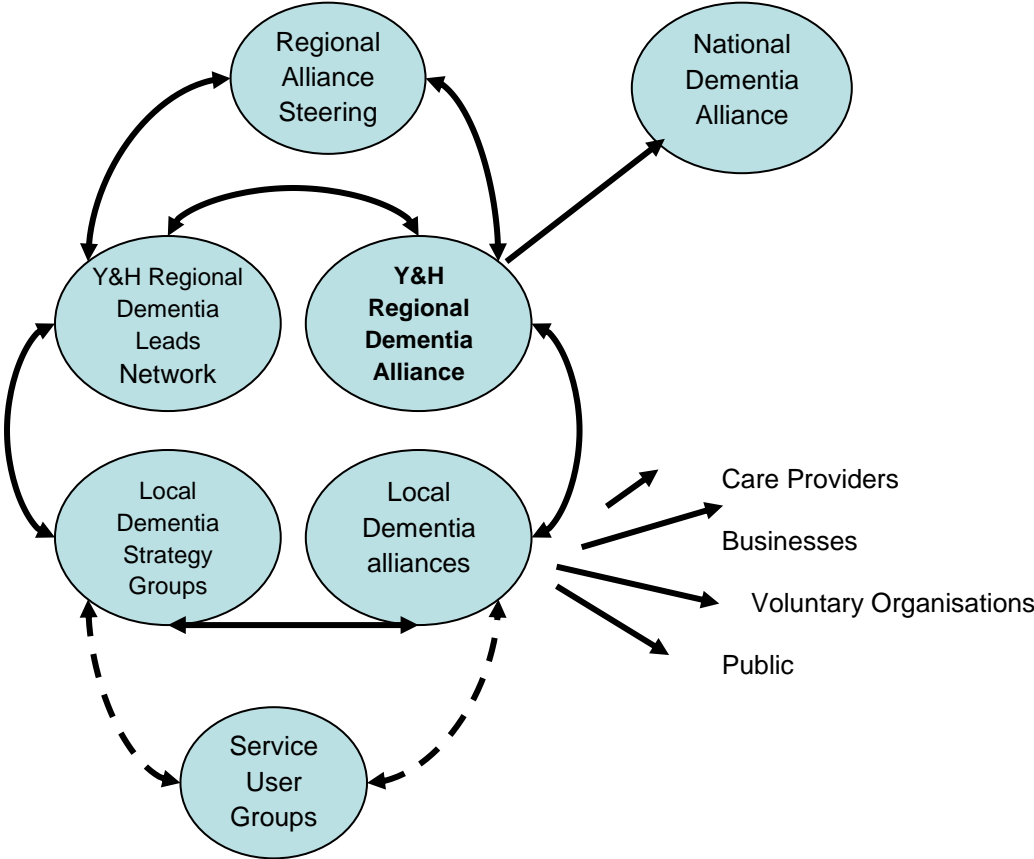 Regional
Alliance
Steering
National
Dementia
Alliance
Y&H Regional
Dementia
Leads
Network
Y&H
Regional
Dementia
Alliance
Local
Dementia
Strategy
Groups
Local
Dementia
alliances
Care Providers
Businesses
Voluntary Organisations
Public
Service
User
Groups